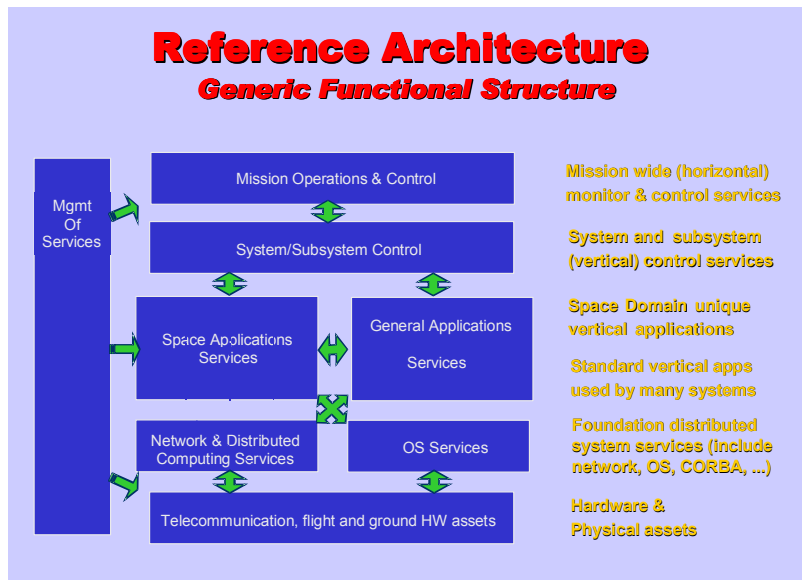 Reference Architecture
Generic Functional Structure
Mgmt
Of
Services
Mission Operations & Control
System/Subsystem Control
Space Applications
Services
General Applications
Services
Network & Distributed
Computing Services
OS Services
Telecommunication, flight and ground HW assets
Mission wide (horizontal)
monitor & control services
System and subsystem
(vertical) control services
Space Domain unique
vertical applications
Standard vertical apps
used by many systems
Foundation distributed
system services (include
network, OS, CORBA, ...)
Hardware &
Physical assets